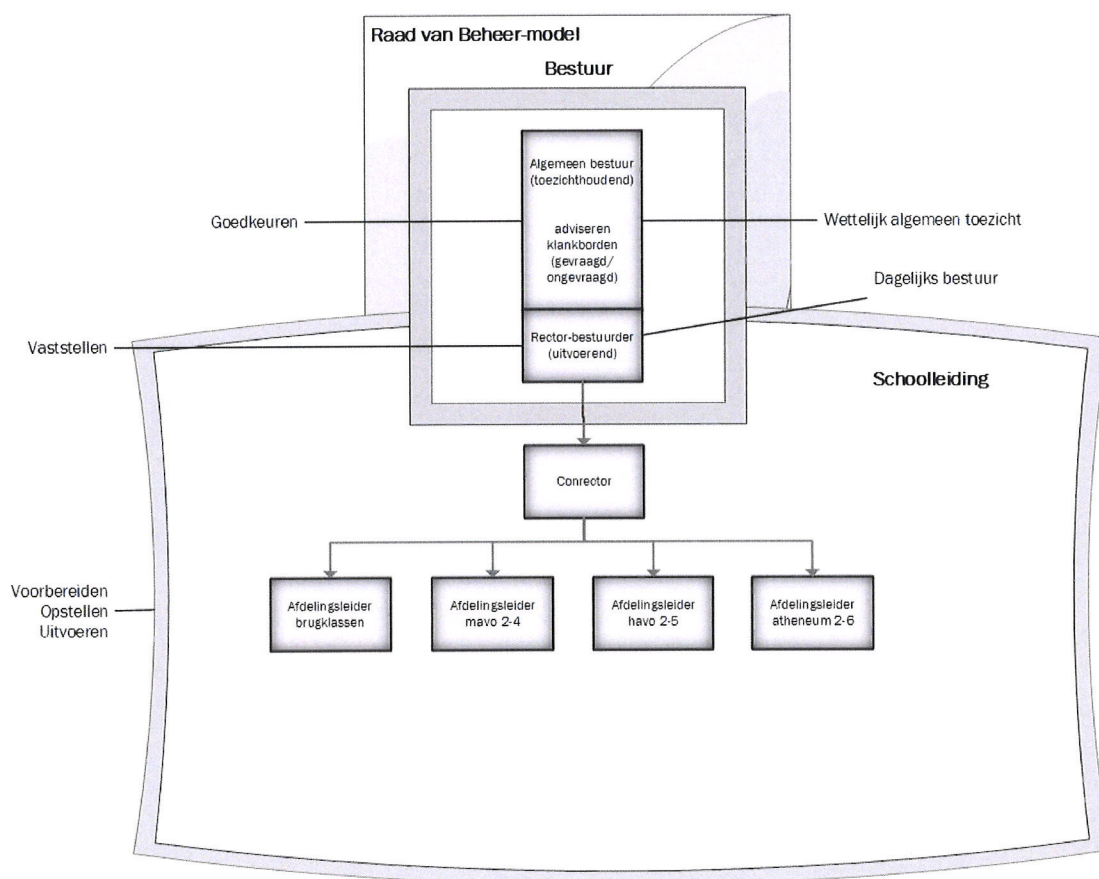 Raad van Beheer-model
Bestuur
Algemeen bestuur
(toezichthoudend)
adviseren
klankborden
(gevraagd/
ongevraagd)
Goedkeuren
Wettelijk algemeen toezicht
Dagelijks bestuur
Rector-bestuurder
(uitvoerend)
Vaststellen
Schoolleiding
Conrector
Voorbereiden
Opstellen
Uitvoeren
Afdelingsleider
brugklassen
Afdelingsleider
mavo 2-4
Afdelingsleider
havo 2-5
Afdelingsleider
atheneum 2-6